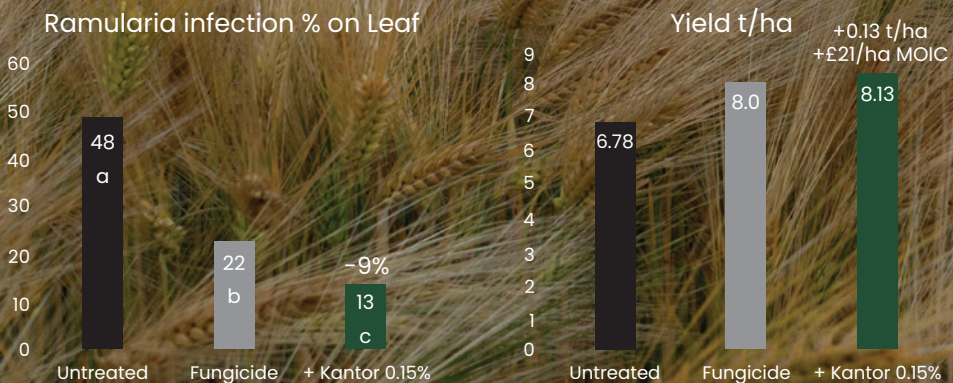 Ramularia infection % on Leaf
60
50
40
30
20
10
0
48
a
22
b
-9%
13
c
Untreated
Fungicide
+ Kantor 0.15%
Yield t/ha
+0.13 t/ha
+£21/ha MOIC
9
8
7
6
5
4
3
2
1
0
6.78
8.0
8.13
Untreated
Fungicide
+ Kantor 0.15%